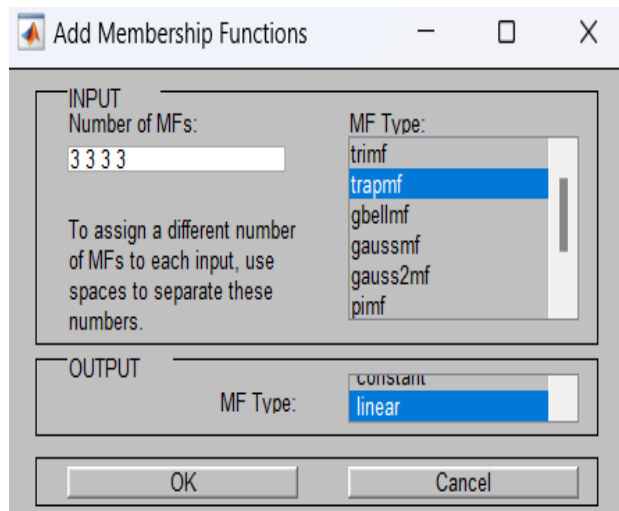 Add Membership Functions
INPUT
Number of MFs:
3 3 3 3
To assign a different number
of MFs to each input, use
spaces to separate these
numbers.
MF Type:
trimf
trapmf
gbellmf
gaussmf
gauss2mf
pimf
OUTPUT
MF Type:
constant
linear
OK
Cancel